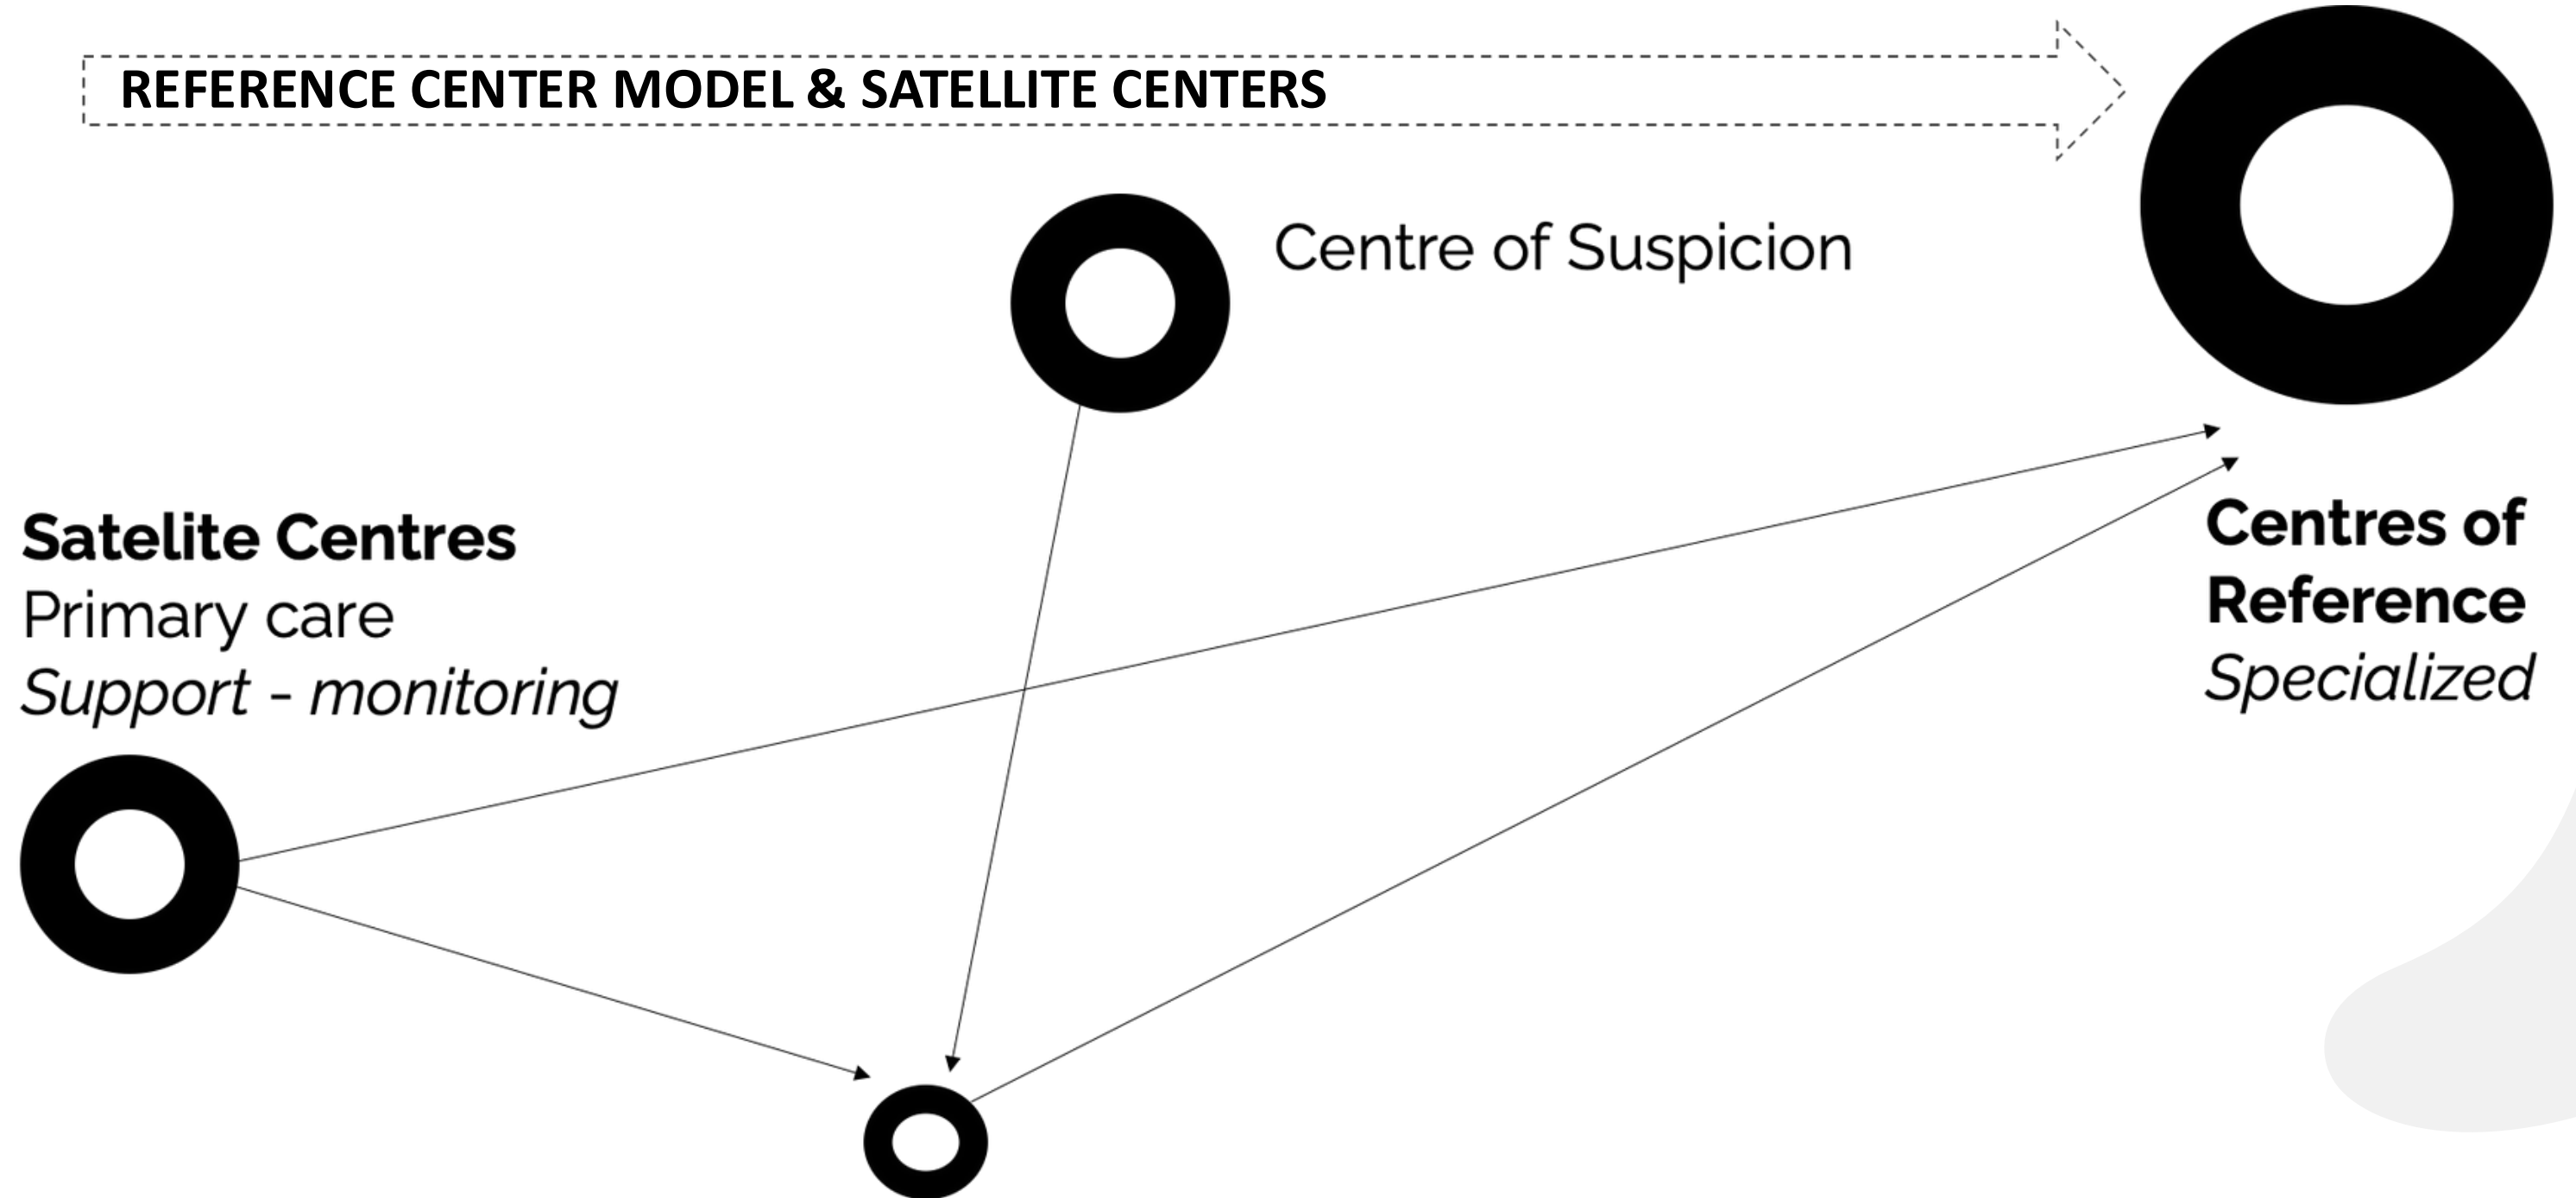 REFERENCE CENTER MODEL & SATELLITE CENTERS
Centre of Suspicion
Satelite Centres
Primary care
Support - monitoring
Centres of
Reference
Specialized